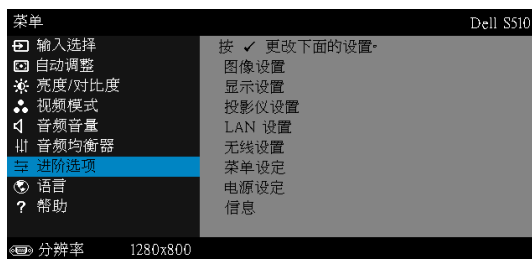 菜单 Dell S510
输入选择
自动调整
亮度/对比度
视频模式
音频音量
音频均衡器
进阶选项
语言
? 帮助
按 ✓ 更改下面的设置。
图像设置
显示设置
投影仪设置
LAN 设置
无线设置
菜单设定
电源设定
信息
分辨率 1280x800